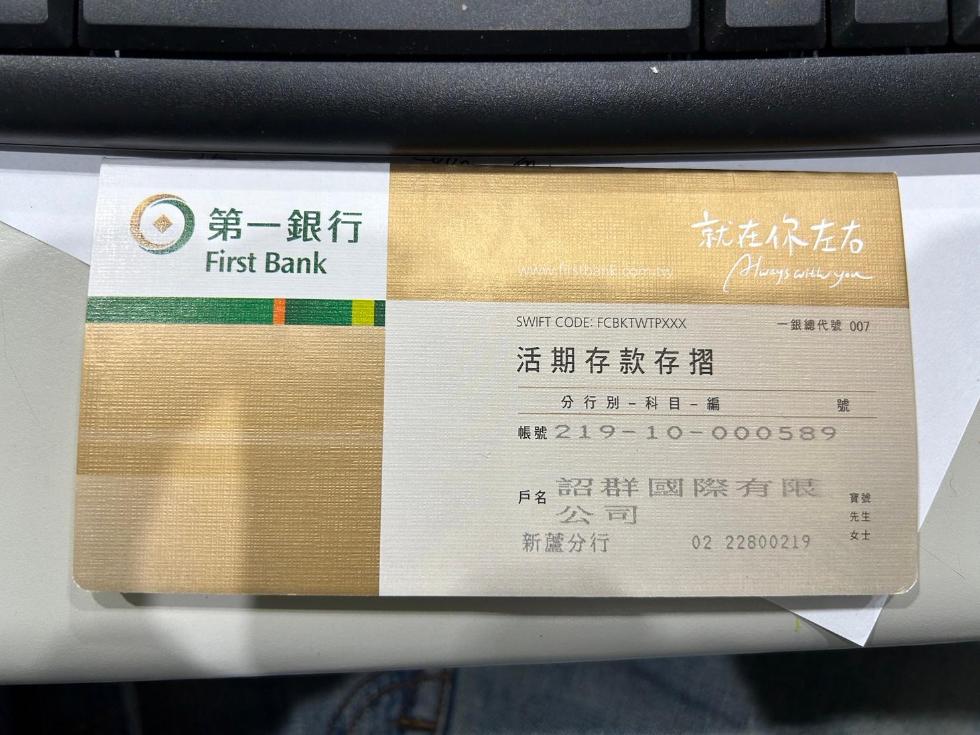 第一銀行
First Bank
就在你左右
Always with you
www.firstbank.com.tw
SWIFT CODE: FCBKTWTPXXX
一銀總代號 007
活期存款存摺
分行別－科目－編號
帳號 219-10-000589
戶名 詔群國際有限
公司
寶號
先生
女士
新蘆分行 02 22800219